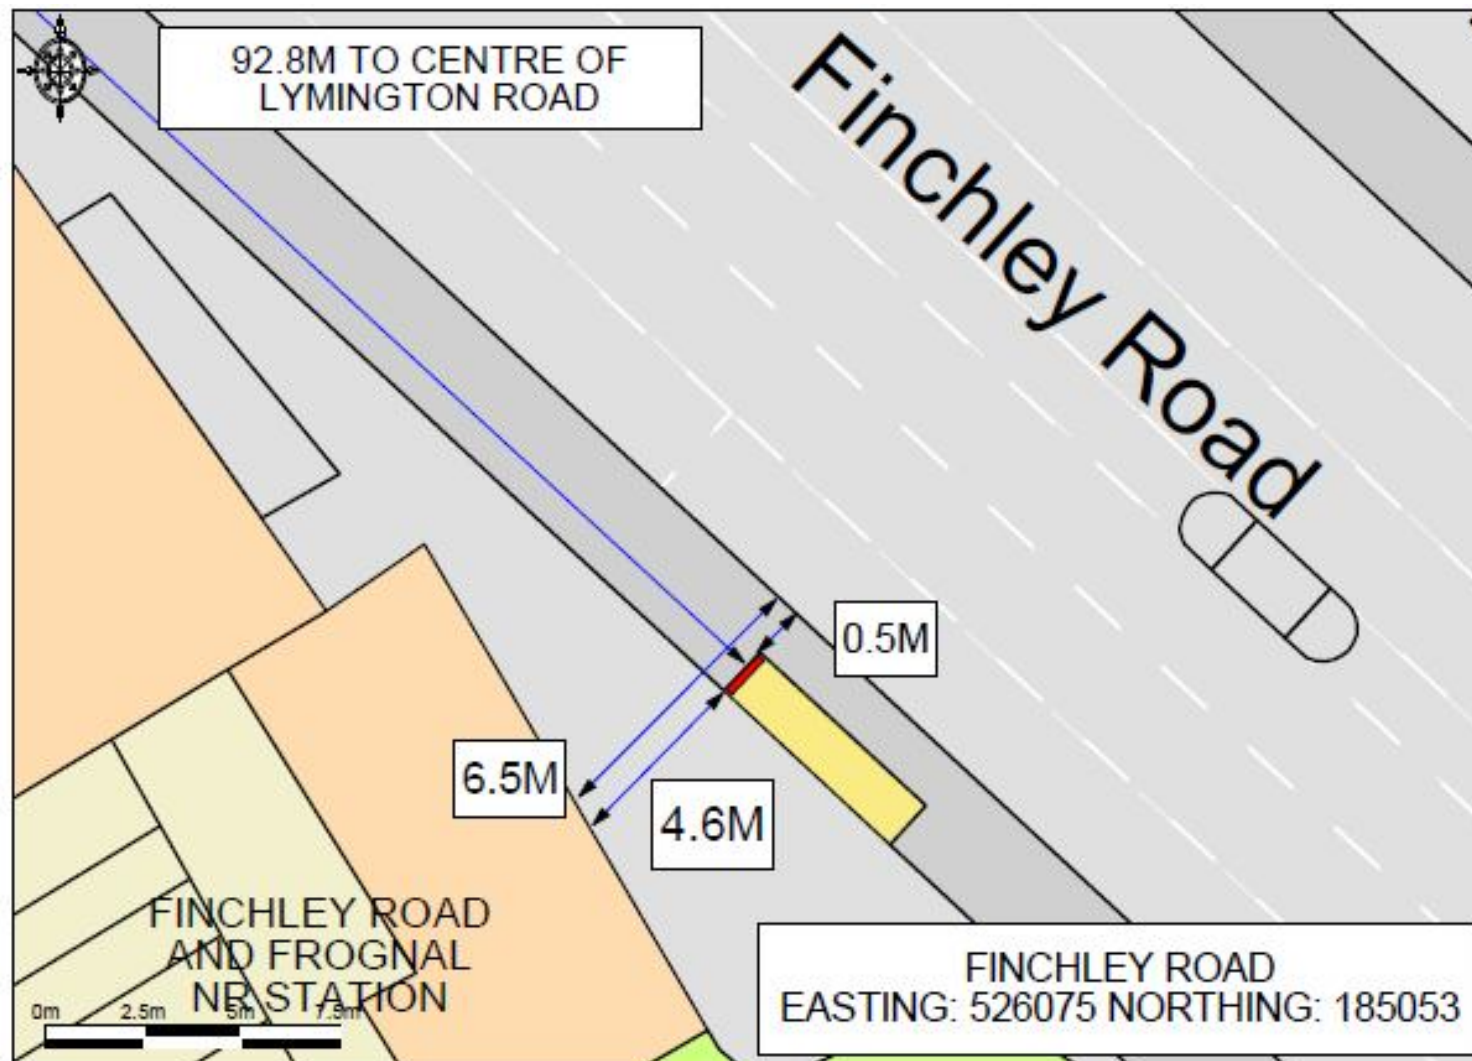 92.8M TO CENTRE OF
LYMINGTON ROAD
Finchley Road
0.5M
6.5M
4.6M
FINCHLEY ROAD
AND FROGNAL
NR STATION
0m 2.5m 5m 7.5m
FINCHLEY ROAD
EASTING: 526075 NORTHING: 185053